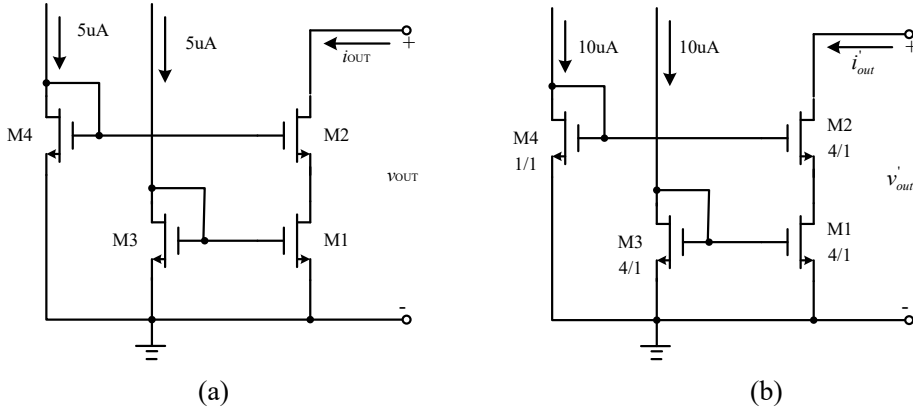 5uA
5uA
iOUT
+
M4
M2
vOUT
M3
M1
-
(a)
10uA
10uA
i'out
+
M4
1/1
M2
4/1
v'out
M3
4/1
M1
4/1
-
(b)